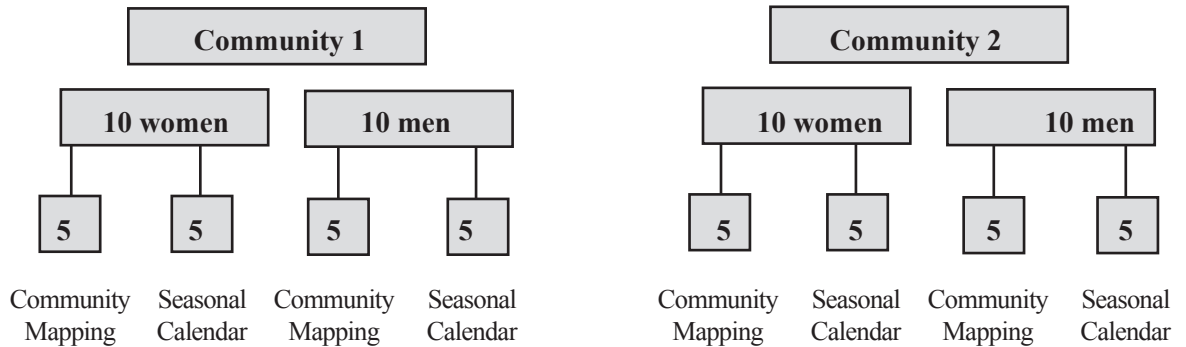 Community 1
Community 2
10 women
10 men
10 women
10 men
5
5
5
5
5
5
5
5
Community Mapping
Seasonal Calendar
Community Mapping
Seasonal Calendar
Community Mapping
Seasonal Calendar
Community Mapping
Seasonal Calendar